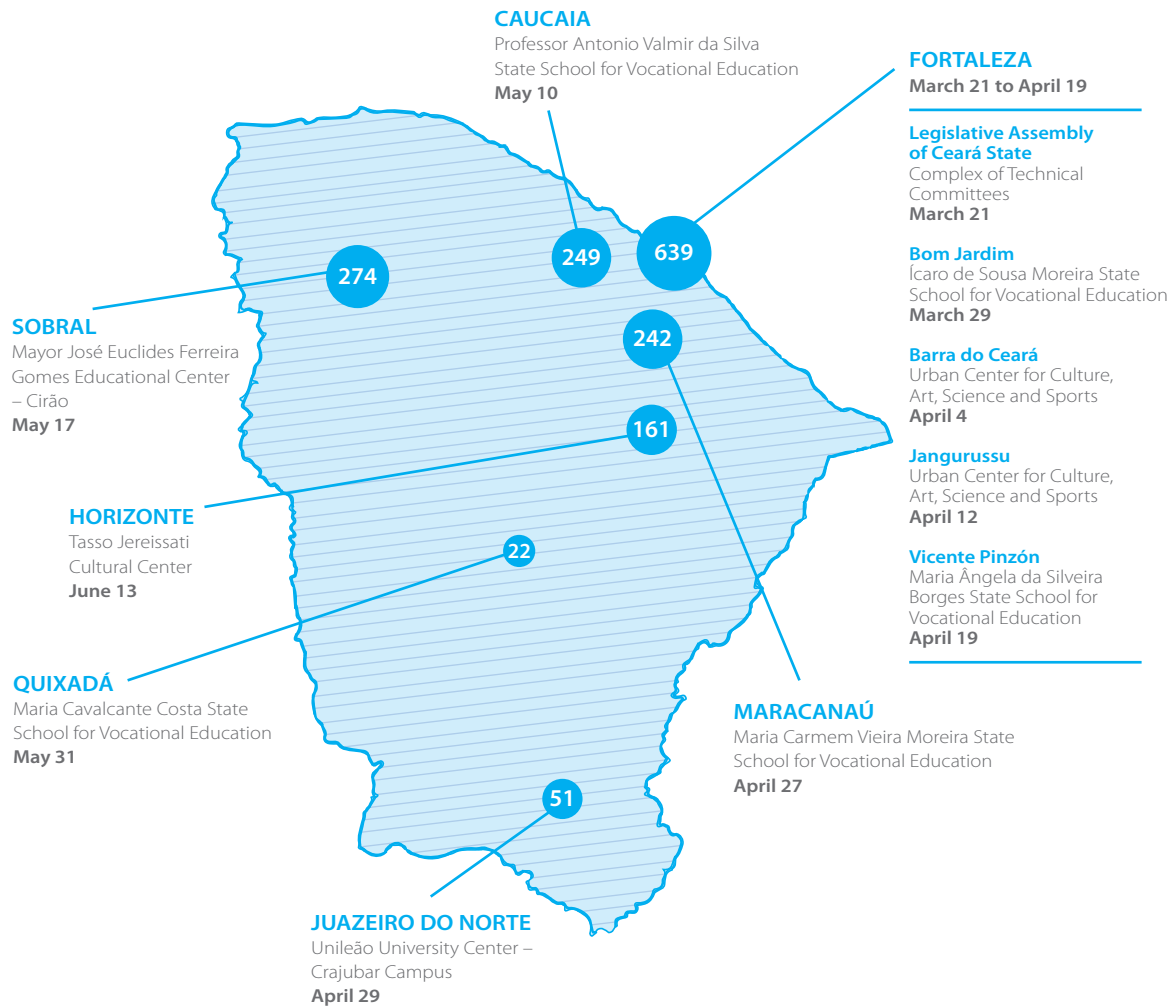 CAUCAIA
Professor Antonio Valmir da Silva
State School for Vocational Education
May 10
FORTALEZA
March 21 to April 19
Legislative Assembly
of Ceará State
Complex of Technical
Committees
March 21
Bom Jardim
Ícaro de Sousa Moreira State
School for Vocational Education
March 29
Barra do Ceará
Urban Center for Culture,
Art, Science and Sports
April 4
Jangurussu
Urban Center for Culture,
Art, Science and Sports
April 12
Vicente Pinzón
Maria Ângela da Silveira
Borges State School for
Vocational Education
April 19
639
249
274
242
161
22
51
SOBRAL
Mayor José Euclides Ferreira
Gomes Educational Center
– Cirão
May 17
HORIZONTE
Tasso Jereissati
Cultural Center
June 13
QUIXADÁ
Maria Cavalcante Costa State
School for Vocational Education
May 31
MARACANAÚ
Maria Carmem Vieira Moreira State
School for Vocational Education
April 27
JUAZEIRO DO NORTE
Unileão University Center –
Crajubar Campus
April 29